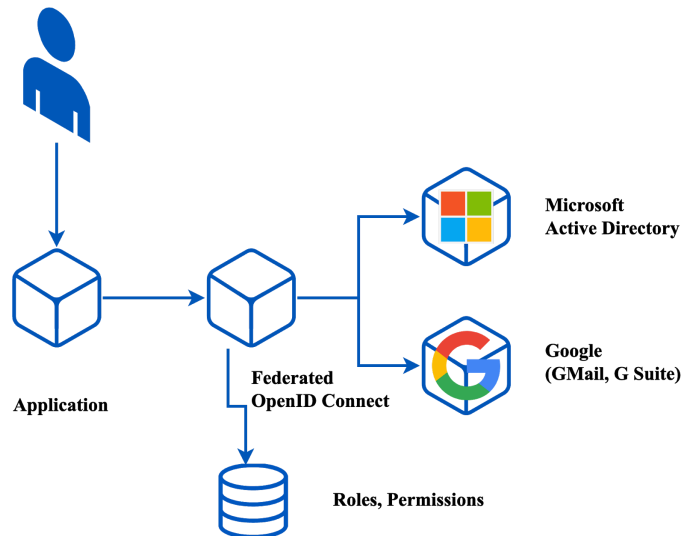 Microsoft
Active Directory
Google
(GMail, G Suite)
Federated
OpenID Connect
Application
Roles, Permissions